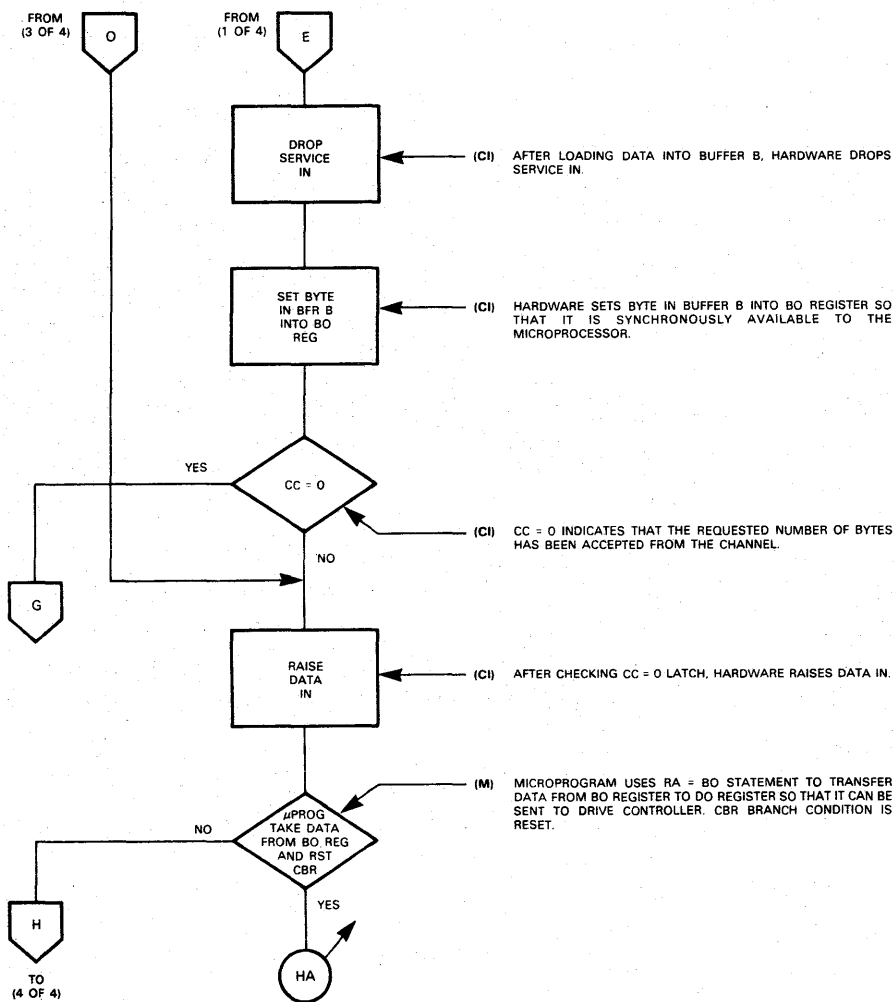 FROM
(3 OF 4)
O
FROM
(1 OF 4)
E
DROP
SERVICE
IN
(CI) AFTER LOADING DATA INTO BUFFER B, HARDWARE DROPS
SERVICE IN.
SET BYTE
IN BFR B
INTO BO
REG
(CI) HARDWARE SETS BYTE IN BUFFER B INTO BO REGISTER SO
THAT IT IS SYNCHRONOUSLY AVAILABLE TO THE
MICROPROCESSOR.
YES
CC = 0
(CI) CC = 0 INDICATES THAT THE REQUESTED NUMBER OF BYTES
HAS BEEN ACCEPTED FROM THE CHANNEL.
NO
G
RAISE
DATA
IN
(CI) AFTER CHECKING CC = 0 LATCH, HARDWARE RAISES DATA IN.
(M) MICROPROGRAM USES RA = BO STATEMENT TO TRANSFER
DATA FROM BO REGISTER TO DO REGISTER SO THAT IT CAN BE
SENT TO DRIVE CONTROLLER. CBR BRANCH CONDITION IS
RESET.
NO
μPROG
TAKE DATA
FROM BO REG
AND RST
CBR
YES
H
TO
(4 OF 4)
HA